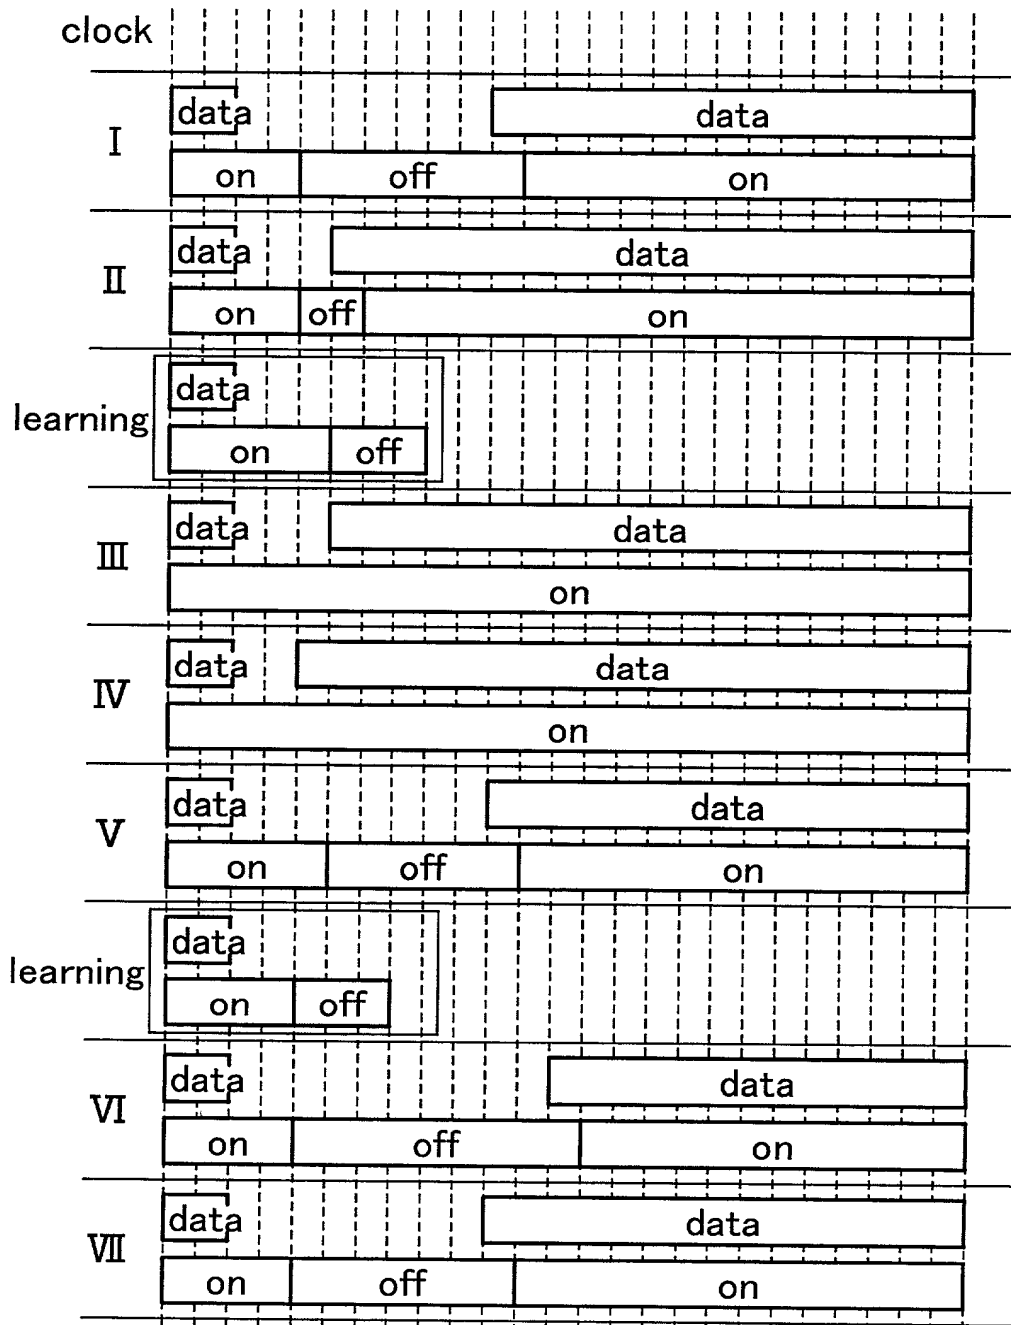 clock
data data
I
on off on
data data
II
on off on
data
learning
on off
data data
III
on
data data
IV
on
data data
V
on off on
data
learning
on off
data data
VI
on off on
data data
VII
on off on